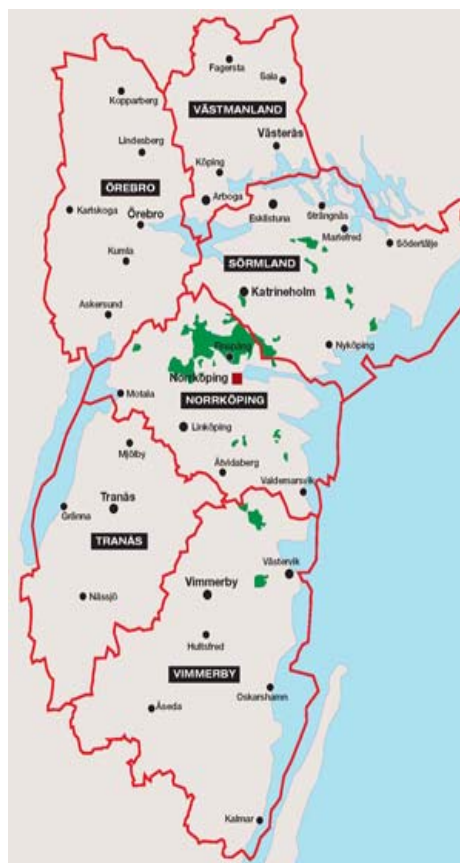 Fagersta
Sala
Kopparberg
VÄSTMANLAND
Västerås
Lindesberg
Köping
ÖREBRO
Arboga
Karlskoga
Örebro
Eskilstuna
Strängnäs
Mariefred
Södertälje
Kumla
SÖRMLAND
Katrineholm
Askersund
Nyköping
Finspång
Norrköping
Motala
NORRKÖPING
Linköping
Mjölby
Åtvidaberg
Valdemarsvik
Tranås
Gränna
TRANÅS
Västervik
Vimmerby
Nässjö
Hultsfred
VIMMERBY
Oskarshamn
Åseda
Kalmar